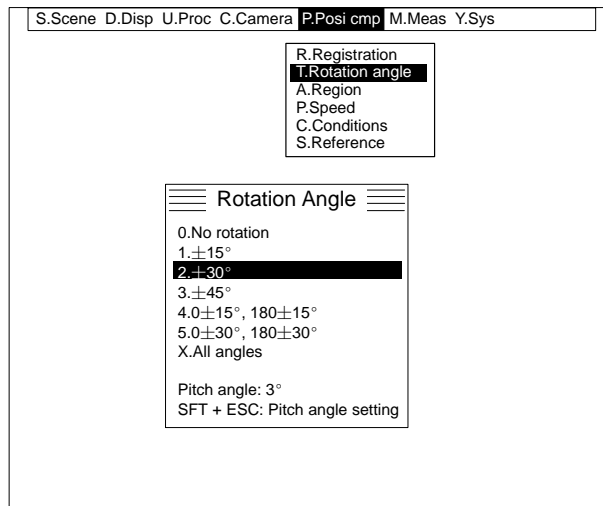 S.Scene D.Disp U.Proc C.Camera P.Posi cmp M.Meas Y.Sys
R.Registration
T.Rotation angle
A.Region
P.Speed
C.Conditions
S.Reference
Rotation Angle
0.No rotation
1.±15°
2.±30°
3.±45°
4.0±15°, 180±15°
5.0±30°, 180±30°
X.All angles
Pitch angle: 3°
SFT + ESC: Pitch angle setting